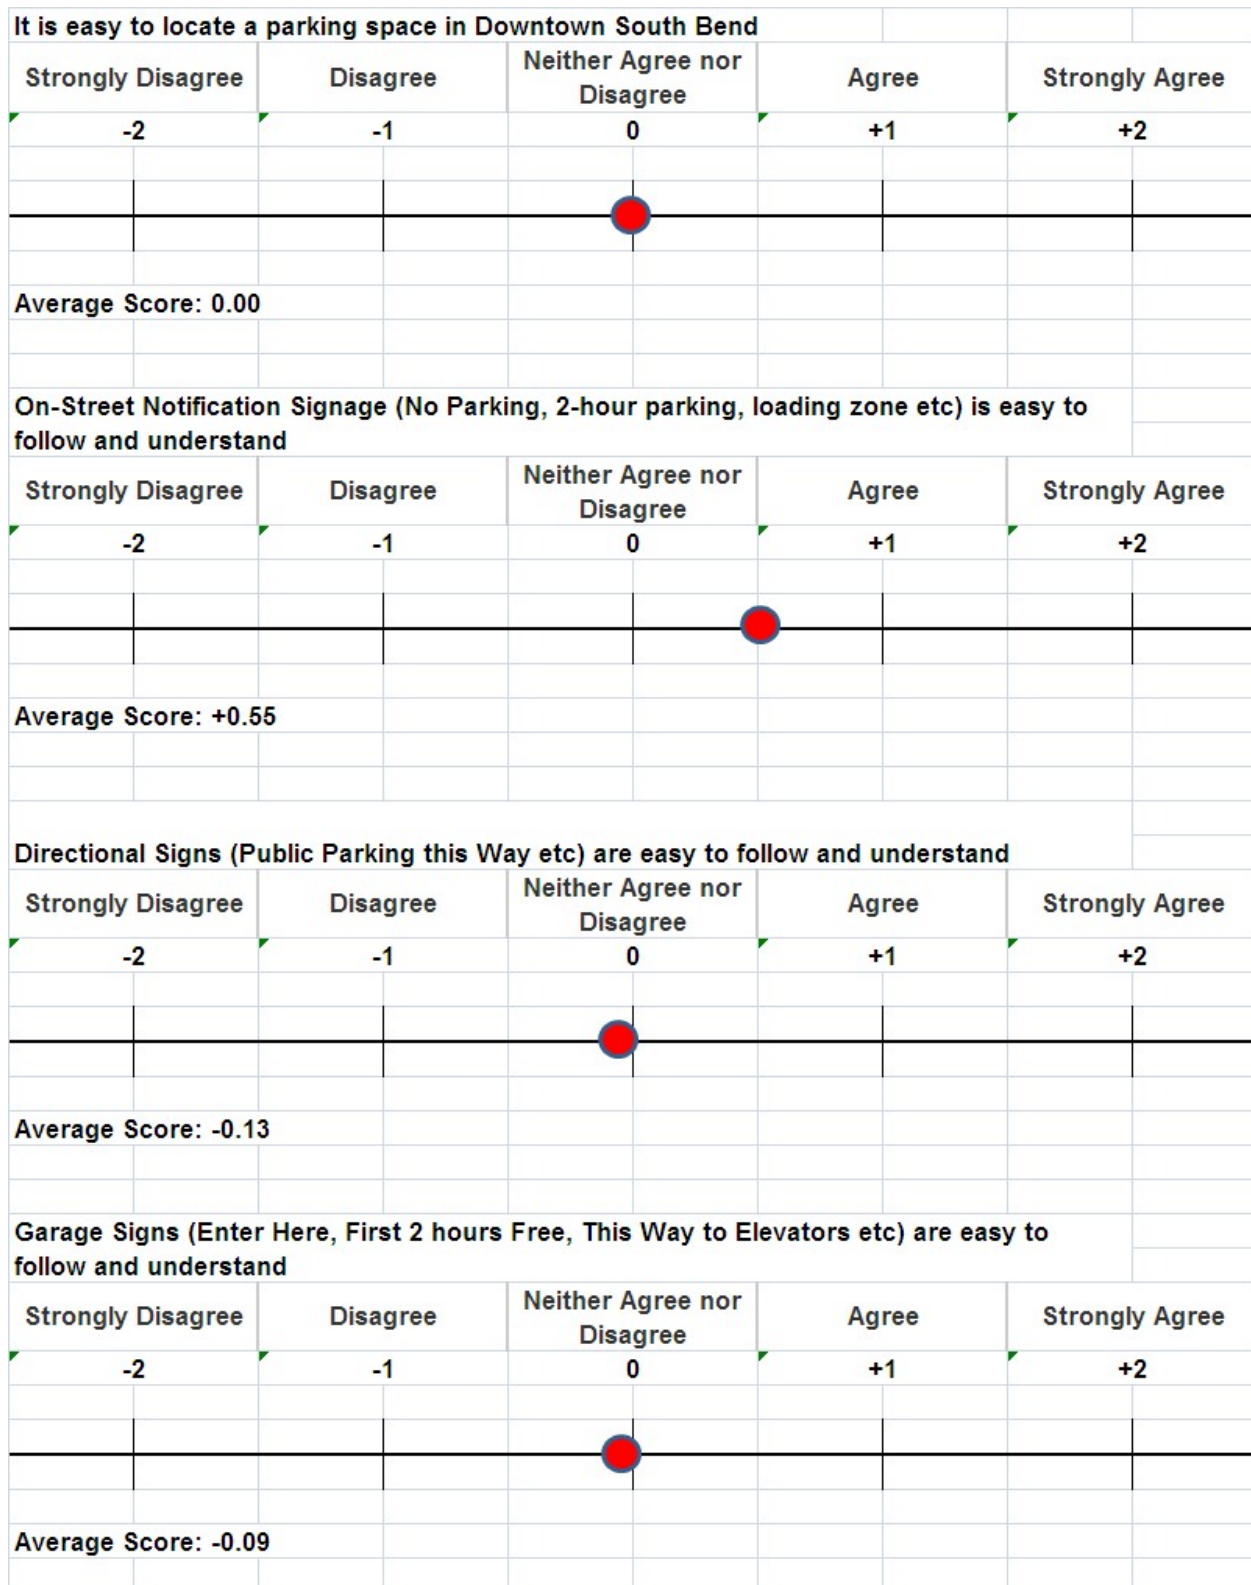 It is easy to locate a parking space in Downtown South Bend
Strongly Disagree Disagree Neither Agree nor Disagree Agree Strongly Agree
-2 -1 0 +1 +2
Average Score: 0.00
On-Street Notification Signage (No Parking, 2-hour parking, loading zone etc) is easy to
follow and understand
Strongly Disagree Disagree Neither Agree nor Disagree Agree Strongly Agree
-2 -1 0 +1 +2
Average Score: +0.55
Directional Signs (Public Parking this Way etc) are easy to follow and understand
Strongly Disagree Disagree Neither Agree nor Disagree Agree Strongly Agree
-2 -1 0 +1 +2
Average Score: -0.13
Garage Signs (Enter Here, First 2 hours Free, This Way to Elevators etc) are easy to
follow and understand
Strongly Disagree Disagree Neither Agree nor Disagree Agree Strongly Agree
-2 -1 0 +1 +2
Average Score: -0.09